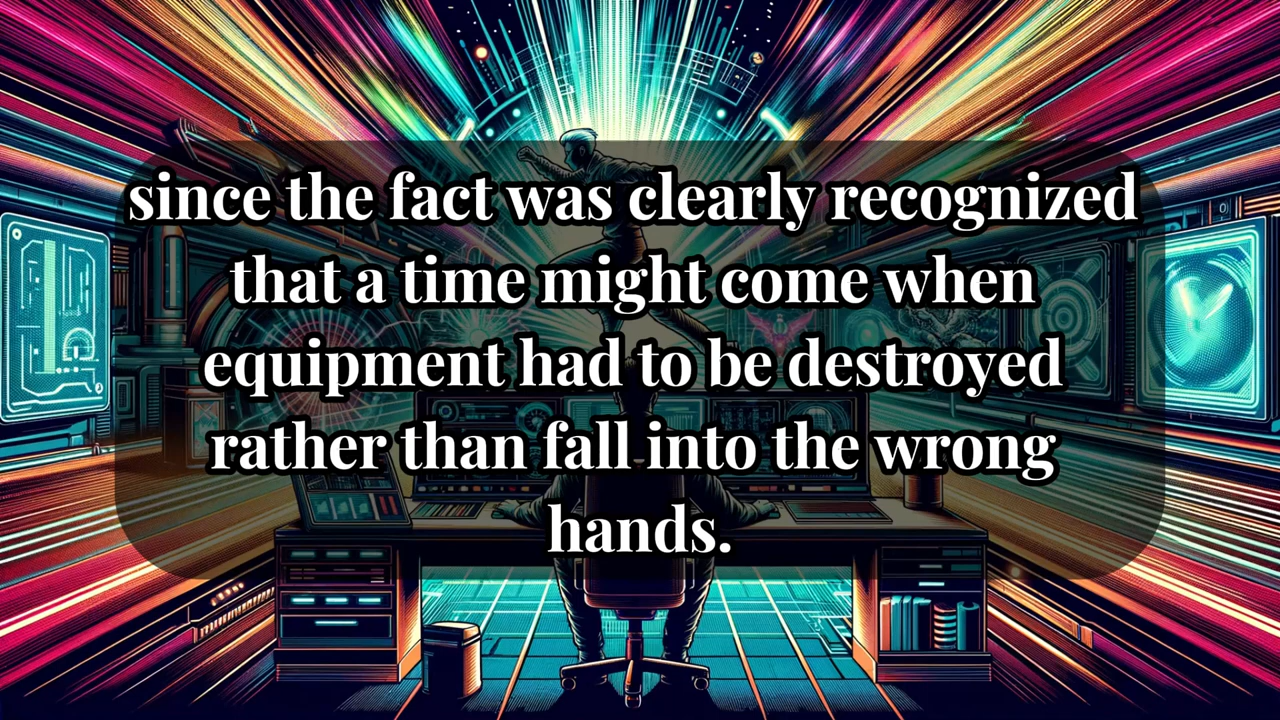 since the fact was clearly recognized
that a time might come when
equipment had to be destroyed
rather than fall into the wrong
hands.